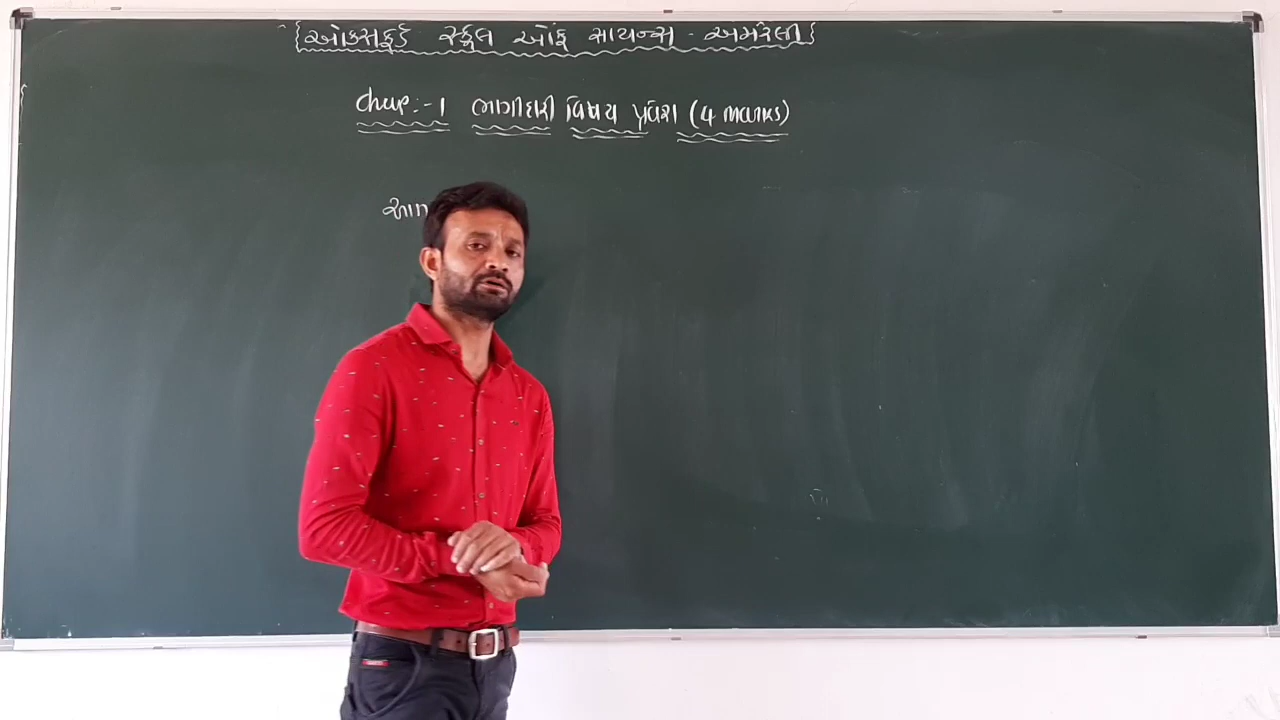 {ઓક્સફર્ડ સ્કૂલ ઓફ સાયન્સ - અમરેલી}
Chap:-1 ભાગીદારી વિષય પ્રવેશ (4 marks)